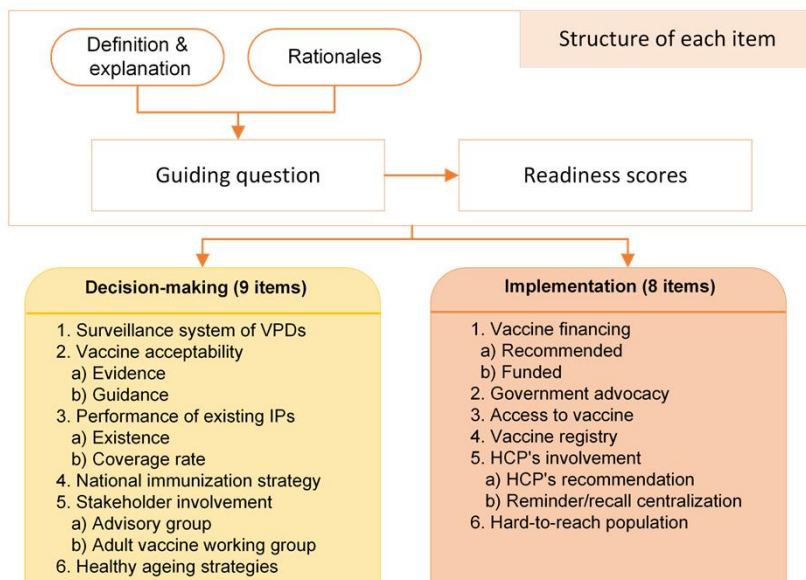 Structure of each item
Definition &
explanation
Rationales
Guiding question
Readiness scores
Decision-making (9 items)
1. Surveillance system of VPDs
2. Vaccine acceptability
a) Evidence
b) Guidance
3. Performance of existing IPs
a) Existence
b) Coverage rate
4. National immunization strategy
5. Stakeholder involvement
a) Advisory group
b) Adult vaccine working group
6. Healthy ageing strategies
Implementation (8 items)
1. Vaccine financing
a) Recommended
b) Funded
2. Government advocacy
3. Access to vaccine
4. Vaccine registry
5. HCP's involvement
a) HCP's recommendation
b) Reminder/recall centralization
6. Hard-to-reach population